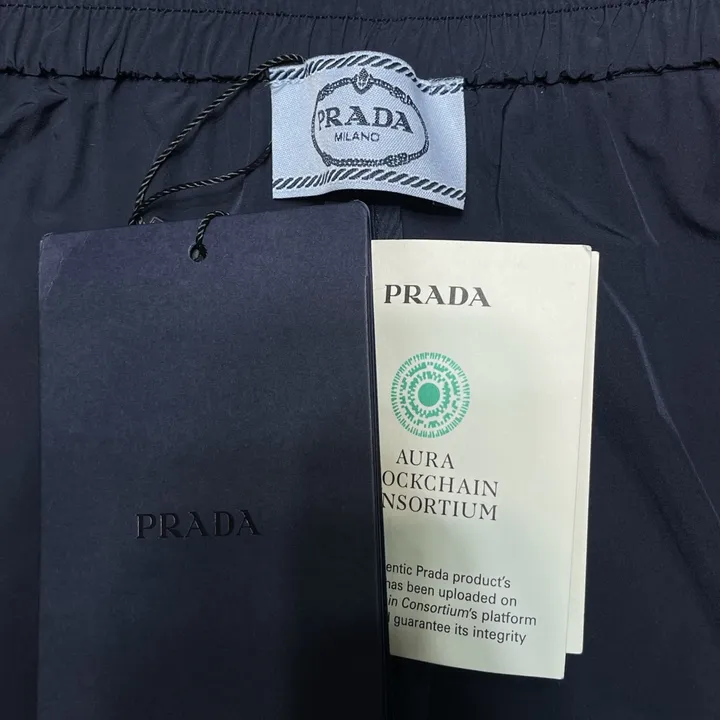 PRADA
MILANO
PRADA
PRADA
AURA
OCKCHAIN
NSORTIUM
entic Prada product's
has been uploaded on
in Consortium's platform
guarantee its integrity